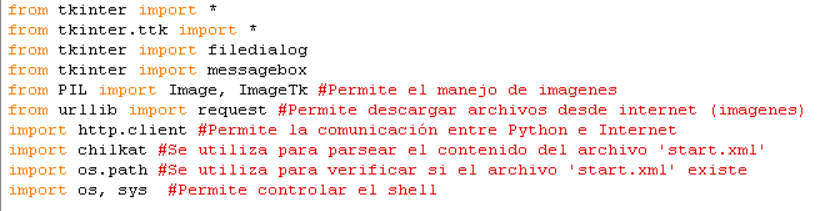 from tkinter import *
from tkinter.ttk import *
from tkinter import filedialog
from tkinter import messagebox
from PIL import Image, ImageTk #Permite el manejo de imagenes
from urllib import request #Permite descargar archivos desde internet (imagenes)
import http.client #Permite la comunicación entre Python e Internet
import chilkat #Se utiliza para parsear el contenido del archivo 'start.xml'
import os.path #Se utiliza para verificar si el archivo 'start.xml' existe
import os, sys  #Permite controlar el shell